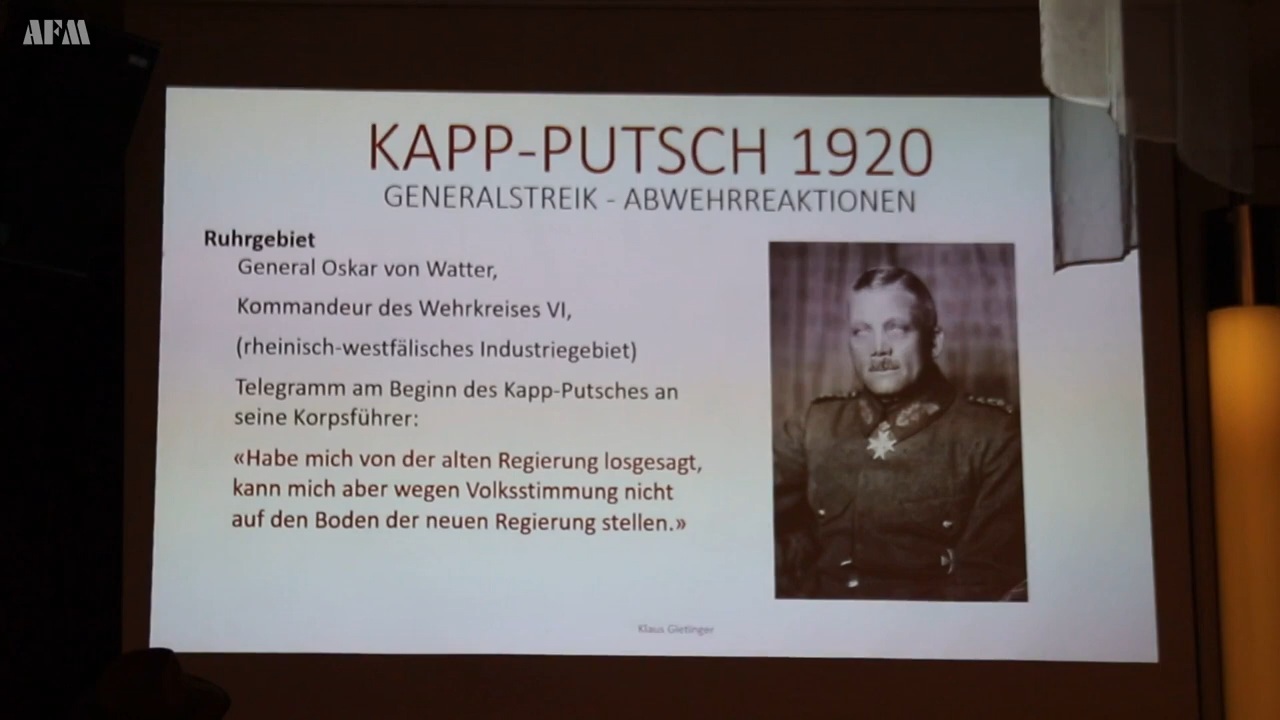 AFM
KAPP-PUTSCH 1920
GENERALSTREIK - ABWEHRREAKTIONEN
Ruhrgebiet
General Oskar von Watter,
Kommandeur des Wehrkreises VI,
(rheinisch-westfälisches Industriegebiet)
Telegramm am Beginn des Kapp-Putsches an
seine Korpsführer:
«Habe mich von der alten Regierung losgesagt,
kann mich aber wegen Volksstimmung nicht
auf den Boden der neuen Regierung stellen.»
Klaus Gietinger